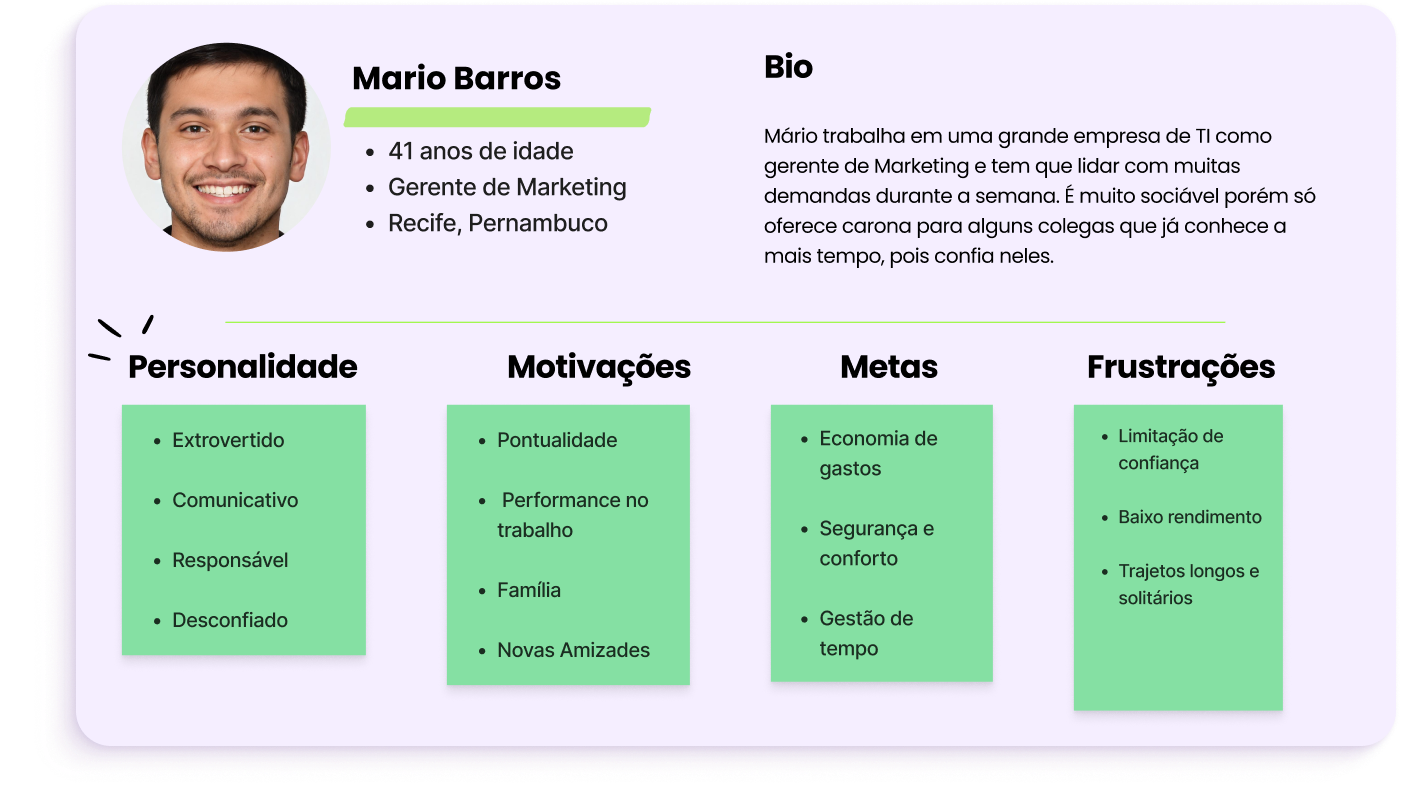 Mario Barros
• 41 anos de idade
• Gerente de Marketing
• Recife, Pernambuco
Bio
Mário trabalha em uma grande empresa de TI como
gerente de Marketing e tem que lidar com muitas
demandas durante a semana. É muito sociável porém só
oferece carona para alguns colegas que já conhece a
mais tempo, pois confia neles.
Personalidade
• Extrovertido
• Comunicativo
• Responsável
• Desconfiado
Motivações
• Pontualidade
• Performance no
trabalho
• Família
• Novas Amizades
Metas
• Economia de
gastos
• Segurança e
conforto
• Gestão de
tempo
Frustrações
• Limitação de
confiança
• Baixo rendimento
• Trajetos longos e
solitários